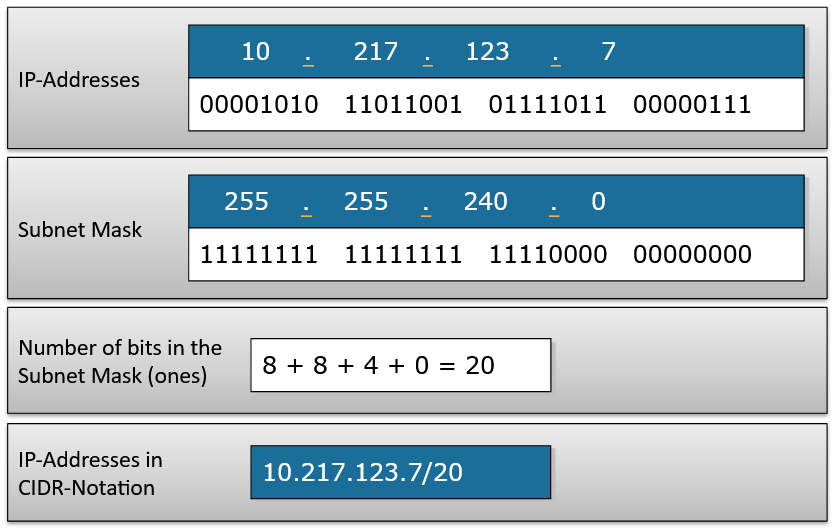 IP-Addresses
10 . 217 . 123 . 7
00001010 11011001 01111011 00000111
Subnet Mask
255 . 255 . 240 . 0
11111111 11111111 11110000 00000000
Number of bits in the
Subnet Mask (ones)
8 + 8 + 4 + 0 = 20
IP-Addresses in
CIDR-Notation
10.217.123.7/20